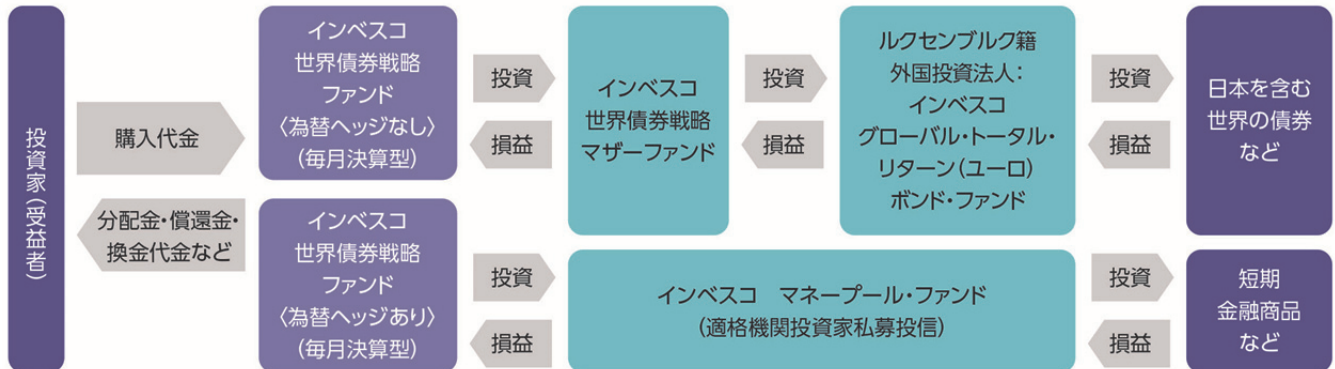 投資家(受益者)
購入代金
分配金・償還金・
換金代金など
インベスコ
世界債券戦略
ファンド
〈為替ヘッジなし〉
(毎月決算型)
投資
損益
インベスコ
世界債券戦略
マザーファンド
投資
損益
ルクセンブルク籍
外国投資法人:
インベスコ
グローバル・トータル・
リターン(ユーロ)
ボンド・ファンド
投資
損益
日本を含む
世界の債券
など
インベスコ
世界債券戦略
ファンド
〈為替ヘッジあり〉
(毎月決算型)
投資
損益
インベスコ　マネープール・ファンド
(適格機関投資家私募投信)
投資
損益
短期
金融商品
など